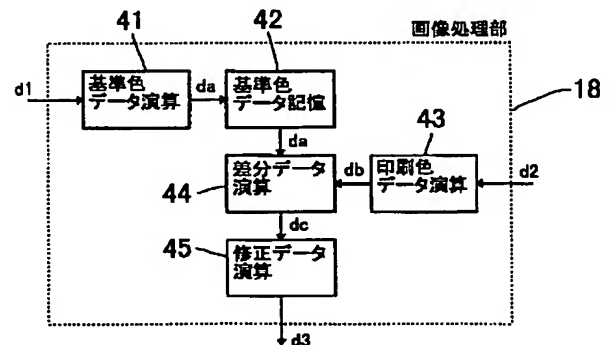 41
42
画像処理部
18
d1
基準色
データ演算
da
基準色
データ記憶
43
da
44
差分データ
演算
db
印刷色
データ演算
d2
dc
45
修正データ
演算
d3